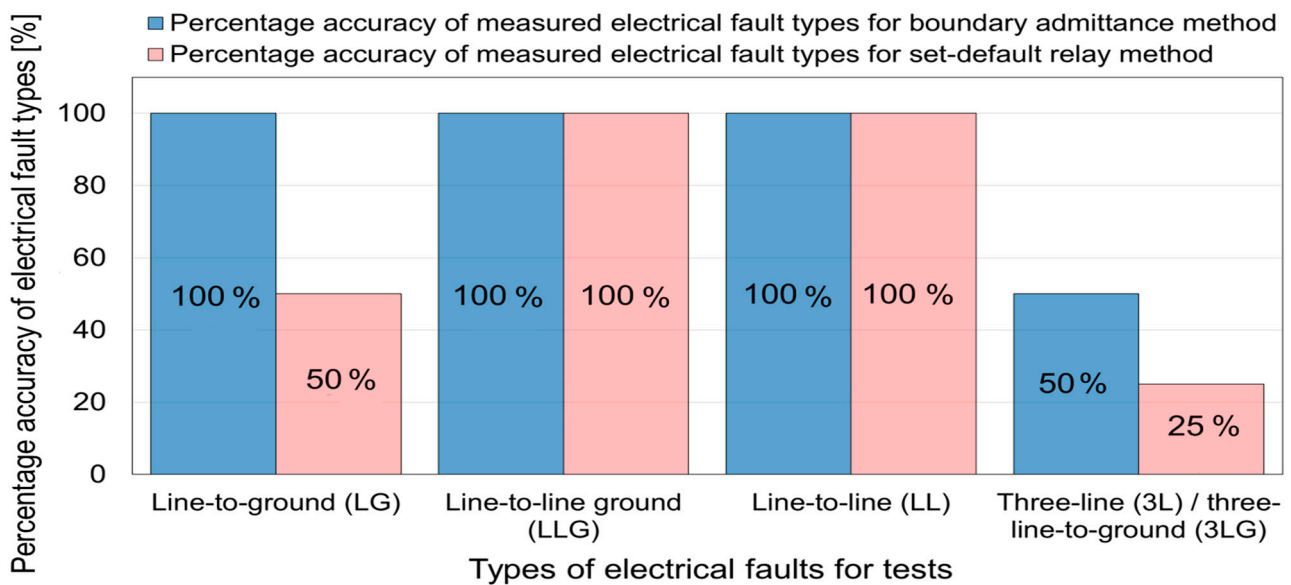 Percentage accuracy of measured electrical fault types for boundary admittance method
Percentage accuracy of measured electrical fault types for set-default relay method
Percentage accuracy of electrical fault types [%]
100
80
60
40
20
0
100 %
50 %
100 %
100 %
100 %
100 %
50 %
25 %
Line-to-ground (LG)
Line-to-line ground
(LLG)
Line-to-line (LL)
Three-line (3L) / three-
line-to-ground (3LG)
Types of electrical faults for tests